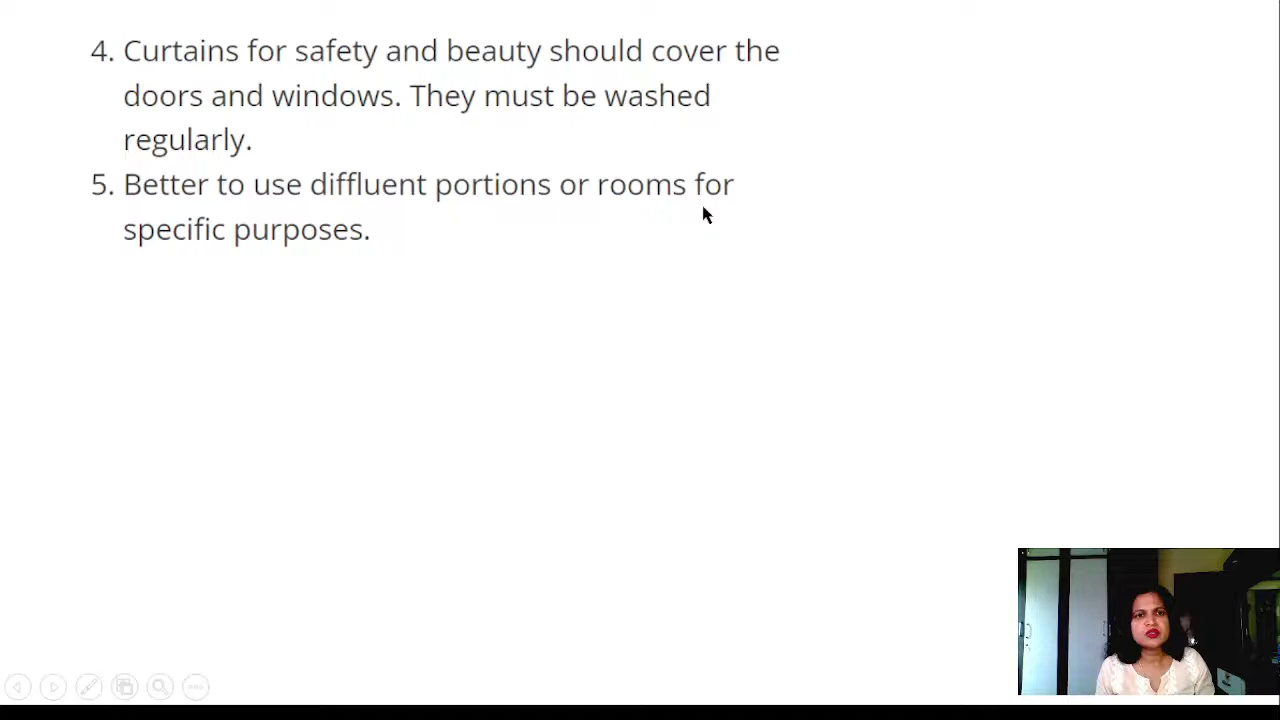 4. Curtains for safety and beauty should cover the
doors and windows. They must be washed
regularly.
5. Better to use diffluent portions or rooms for
specific purposes.